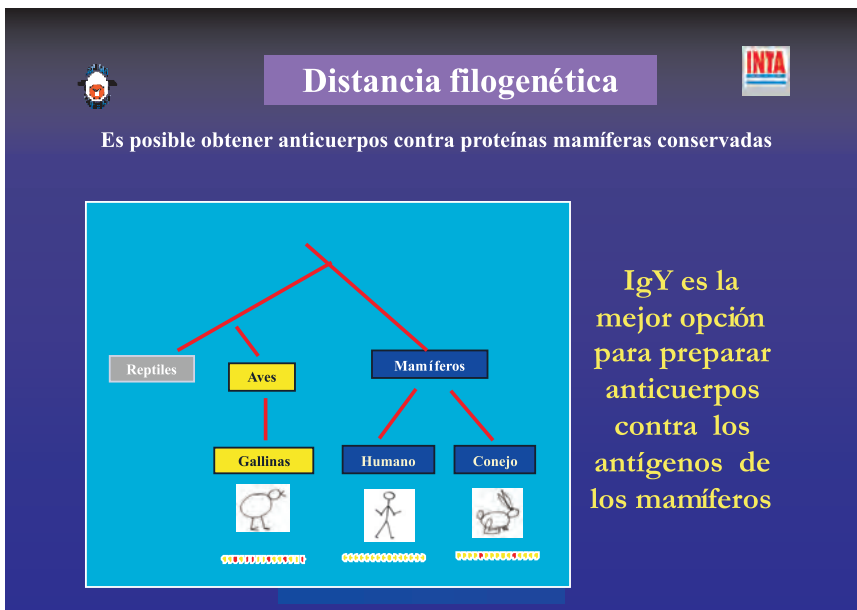 INTA
Distancia filogenética
Es posible obtener anticuerpos contra proteínas mamíferas conservadas
IgY es la
mejor opción
para preparar
anticuerpos
contra los
antígenos de
los mamíferos
Reptiles
Aves
Mamíferos
Gallinas
Humano
Conejo